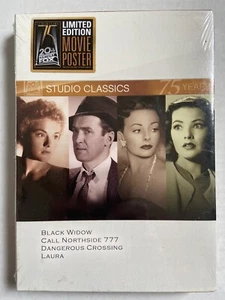 75
YEARS
20th
CENTURY
FOX
LIMITED
EDITION
MOVIE
POSTER
STUDIO CLASSICS
75 YEARS
BLACK WIDOW
CALL NORTHSIDE 777
DANGEROUS CROSSING
LAURA